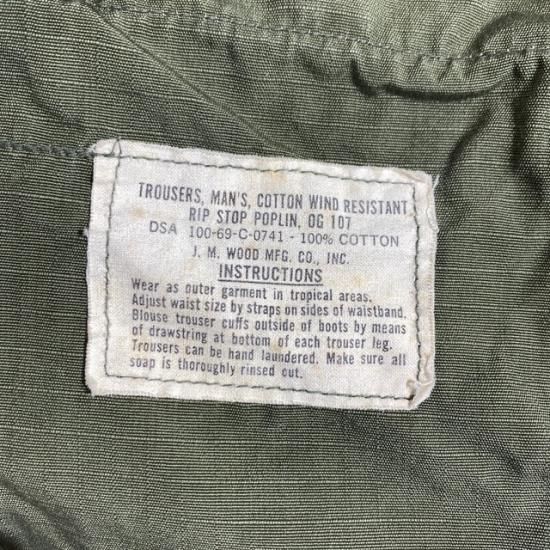 TROUSERS, MAN'S, COTTON WIND RESISTANT
RIP STOP POPLIN, OG 107
DSA 100-69-C-0741 - 100% COTTON
J. M. WOOD MFG. CO., INC.
INSTRUCTIONS
Wear as outer garment in tropical areas.
Adjust waist size by straps on sides of waistband.
Blouse trouser cuffs outside of boots by means
of drawstring at bottom of each trouser leg.
Trousers can be hand laundered. Make sure all
soap is thoroughly rinsed out.